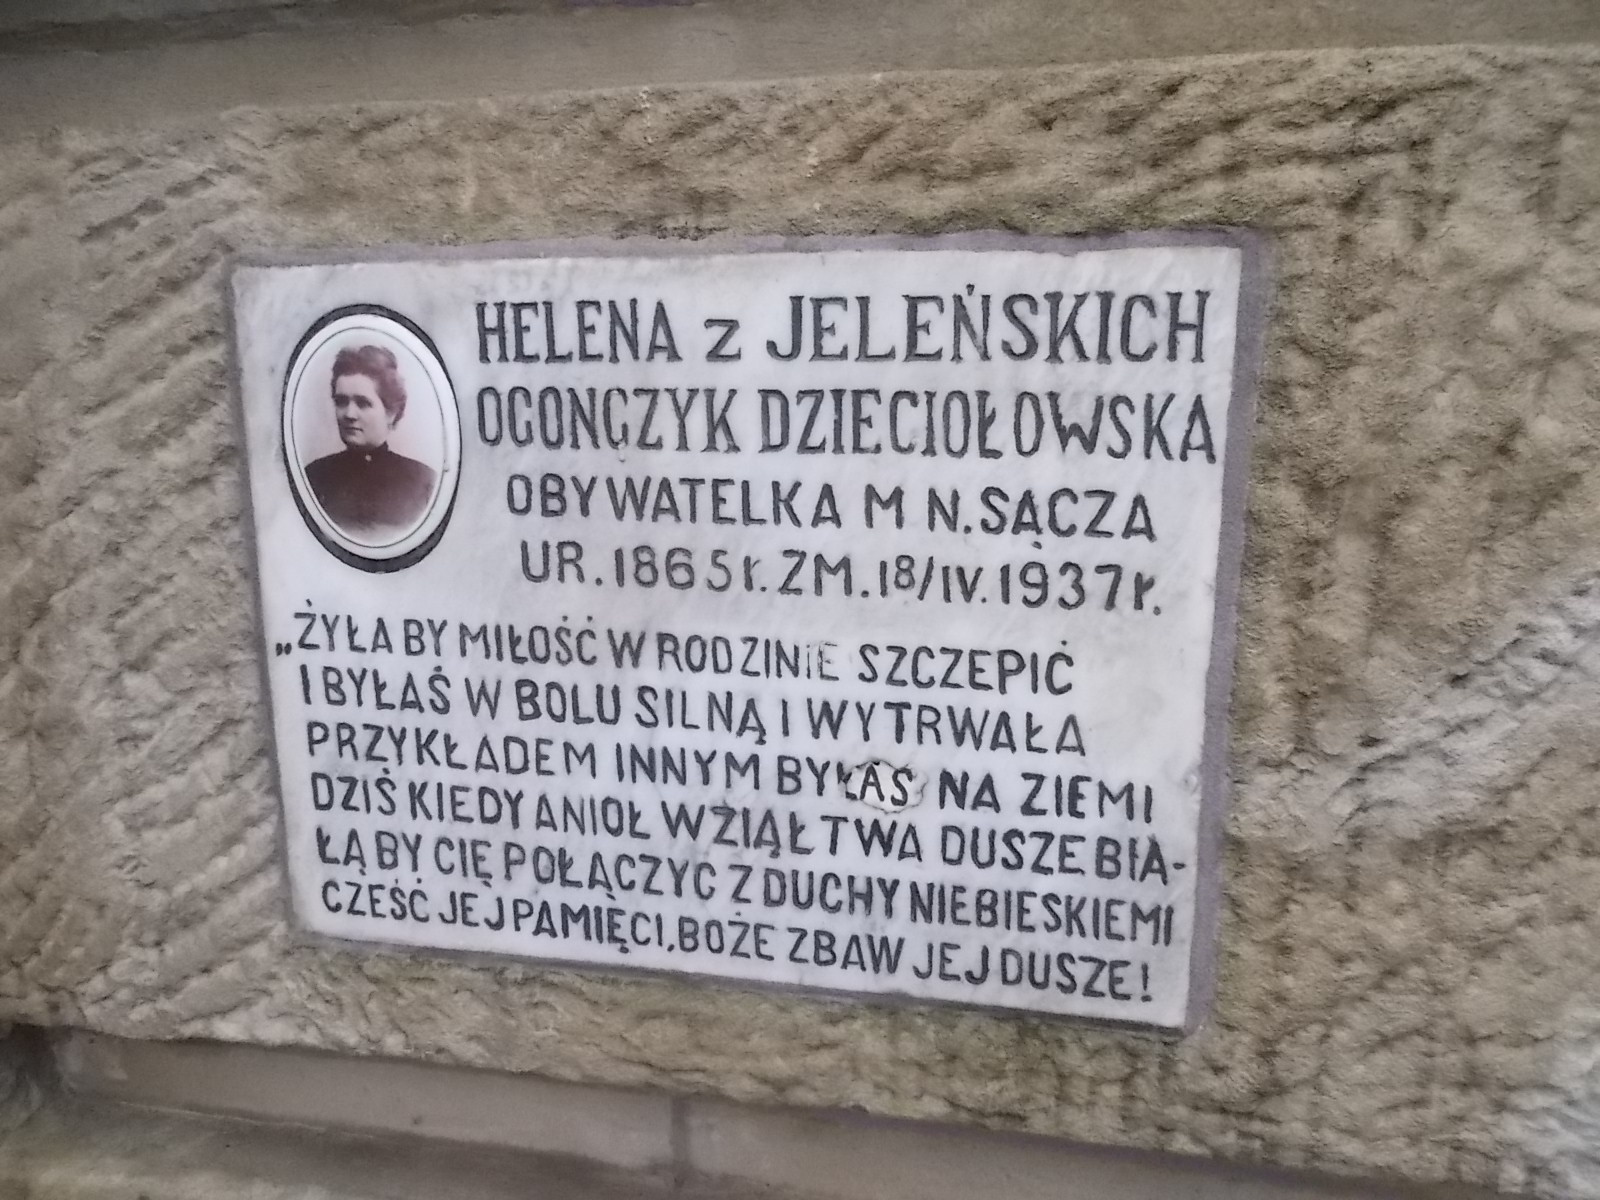 HELENA z JELEŃSKICH
OGOŃCZYK DZIECIOŁOWSKA
OBYWATELKA M N. SĄCZA
UR. 1865 r. ZM. 18/IV. 1937 r.
„ŻYŁA BY MIŁOŚĆ W RODZINIE SZCZEPIĆ
I BYŁAŚ W BOLU SILNĄ I WYTRWAŁA
PRZYKŁADEM INNYM BYŁAS NA ZIEMI
DZIŚ KIEDY ANIOŁ WZIĄŁ TWA DUSZE BIA-
ŁĄ BY CIĘ POŁĄCZYC Z DUCHY NIEBIESKIEMI
CZEŚĆ JEJ PAMIĘCI, BOŻE ZBAW JEJ DUSZE!